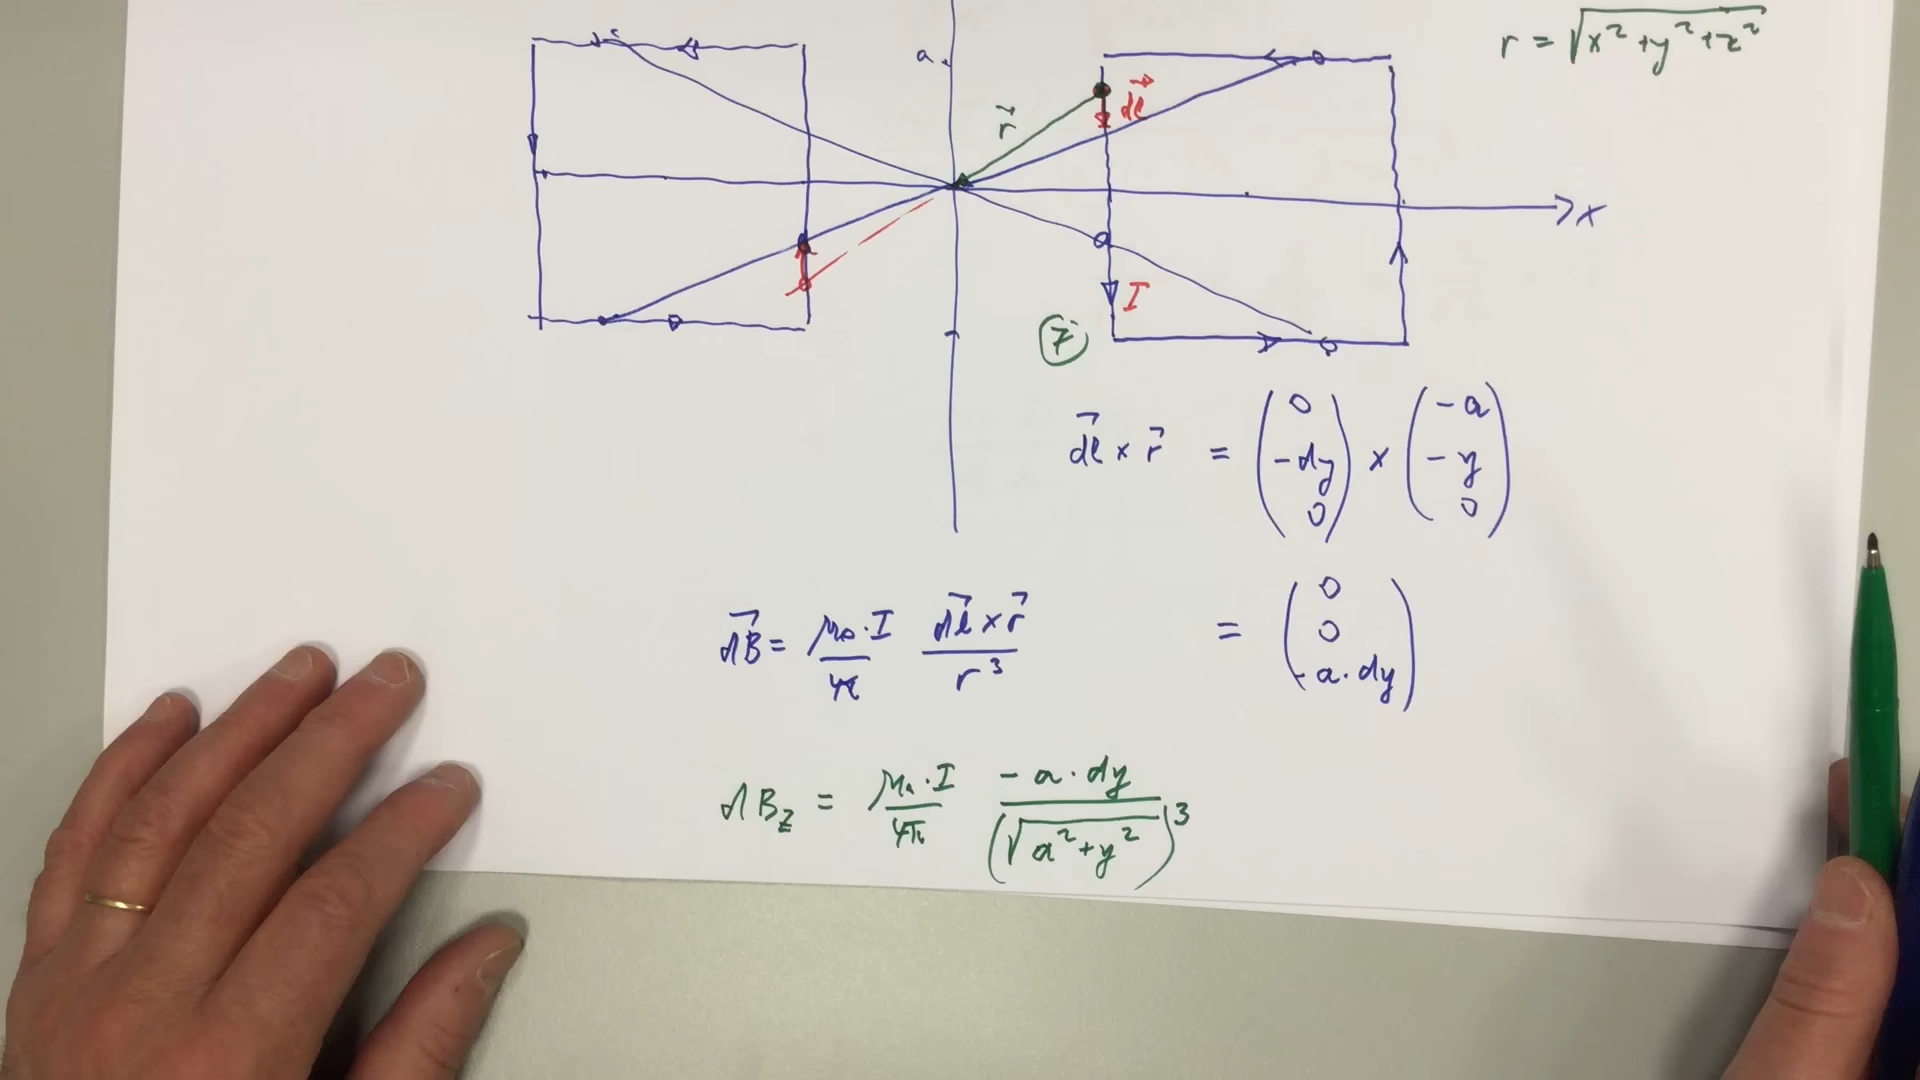 r = √(x² + y² + z²)
a
r⃗
dl⃗
x
I
7
dl⃗ × r⃗ = (0, -dy, 0) × (-a, -y, 0)
= (0, 0, -a·dy)
dB⃗ = μ₀·I/4π dl⃗ × r⃗/r³
dB_z = μ₀·I/4π -a·dy/(√(a² + y²))³